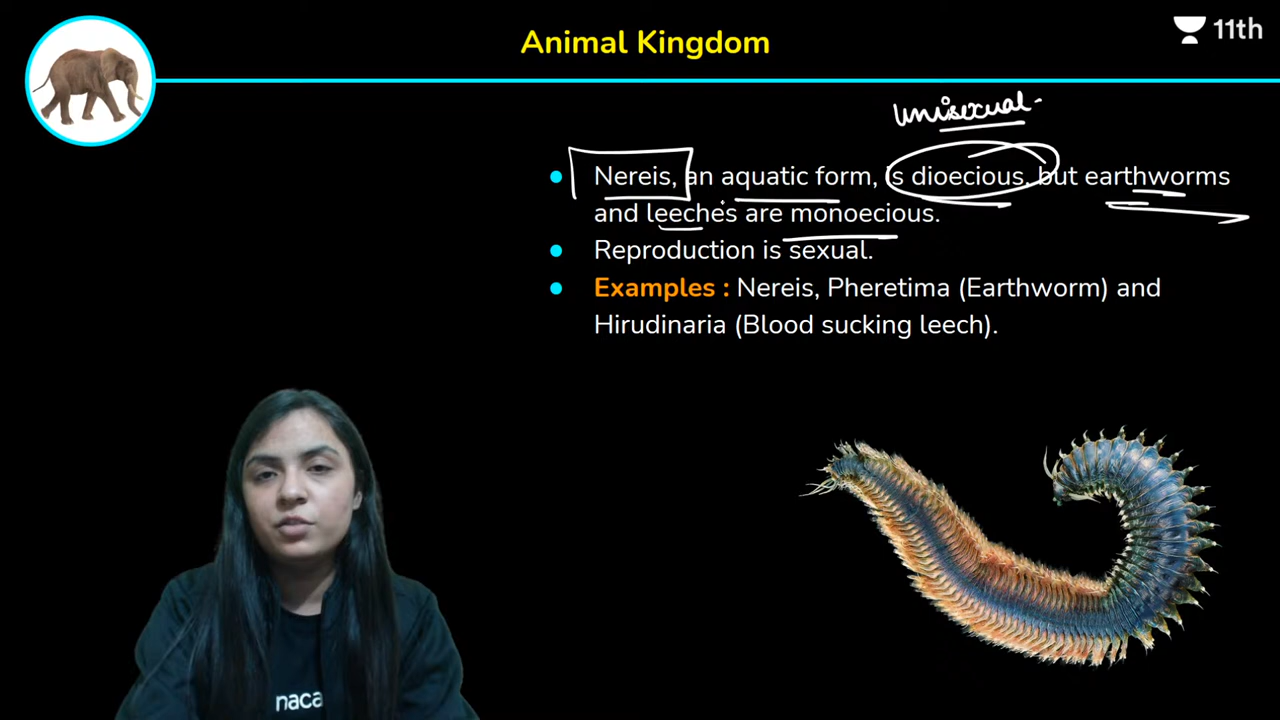 Animal Kingdom
11th
unisexual
Nereis, an aquatic form, is dioecious, but earthworms
and leeches are monoecious.
Reproduction is sexual.
Examples : Nereis, Pheretima (Earthworm) and
Hirudinaria (Blood sucking leech).
naca